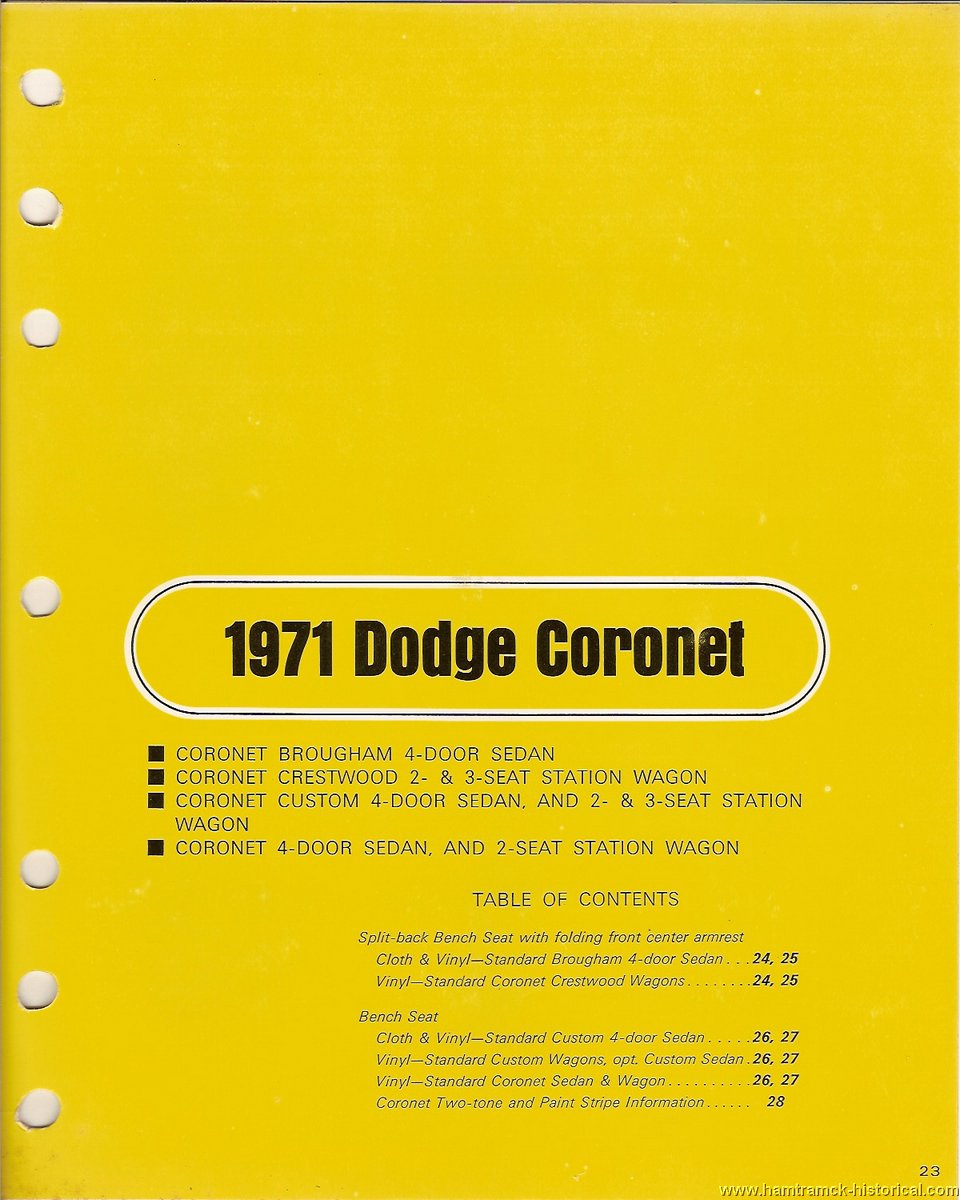 1971 Dodge Coronet
■ CORONET BROUGHAM 4-DOOR SEDAN
■ CORONET CRESTWOOD 2- & 3-SEAT STATION WAGON
■ CORONET CUSTOM 4-DOOR SEDAN, AND 2- & 3-SEAT STATION
WAGON
■ CORONET 4-DOOR SEDAN, AND 2-SEAT STATION WAGON
TABLE OF CONTENTS
Split-back Bench Seat with folding front center armrest
Cloth & Vinyl—Standard Brougham 4-door Sedan . . . 24, 25
Vinyl—Standard Coronet Crestwood Wagons . . . . . . . . 24, 25
Bench Seat
Cloth & Vinyl—Standard Custom 4-door Sedan . . . . . 26, 27
Vinyl—Standard Custom Wagons, opt. Custom Sedan . 26, 27
Vinyl—Standard Coronet Sedan & Wagon . . . . . . . . . . 26, 27
Coronet Two-tone and Paint Stripe Information . . . . . . 28
23
www.hamtramck-historical.com